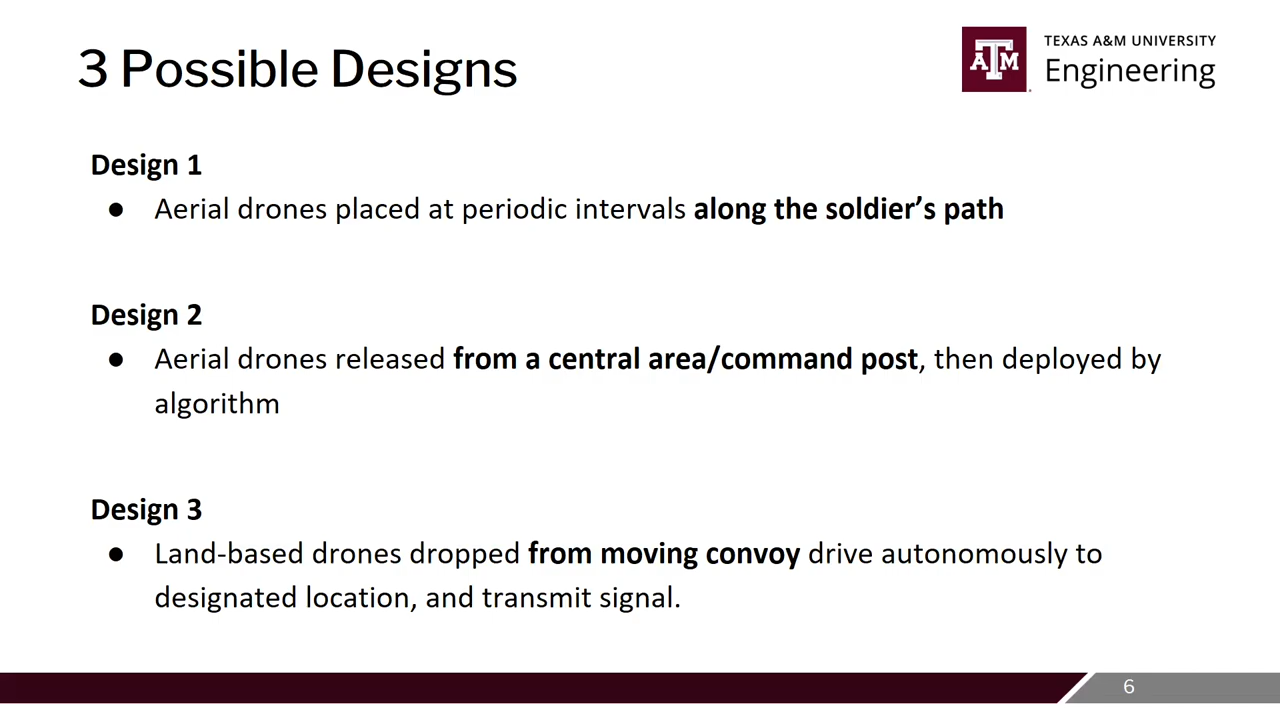 3 Possible Designs
TEXAS A&M UNIVERSITY
Engineering
Design 1
● Aerial drones placed at periodic intervals along the soldier’s path
Design 2
● Aerial drones released from a central area/command post, then deployed by
algorithm
Design 3
● Land-based drones dropped from moving convoy drive autonomously to
designated location, and transmit signal.
6